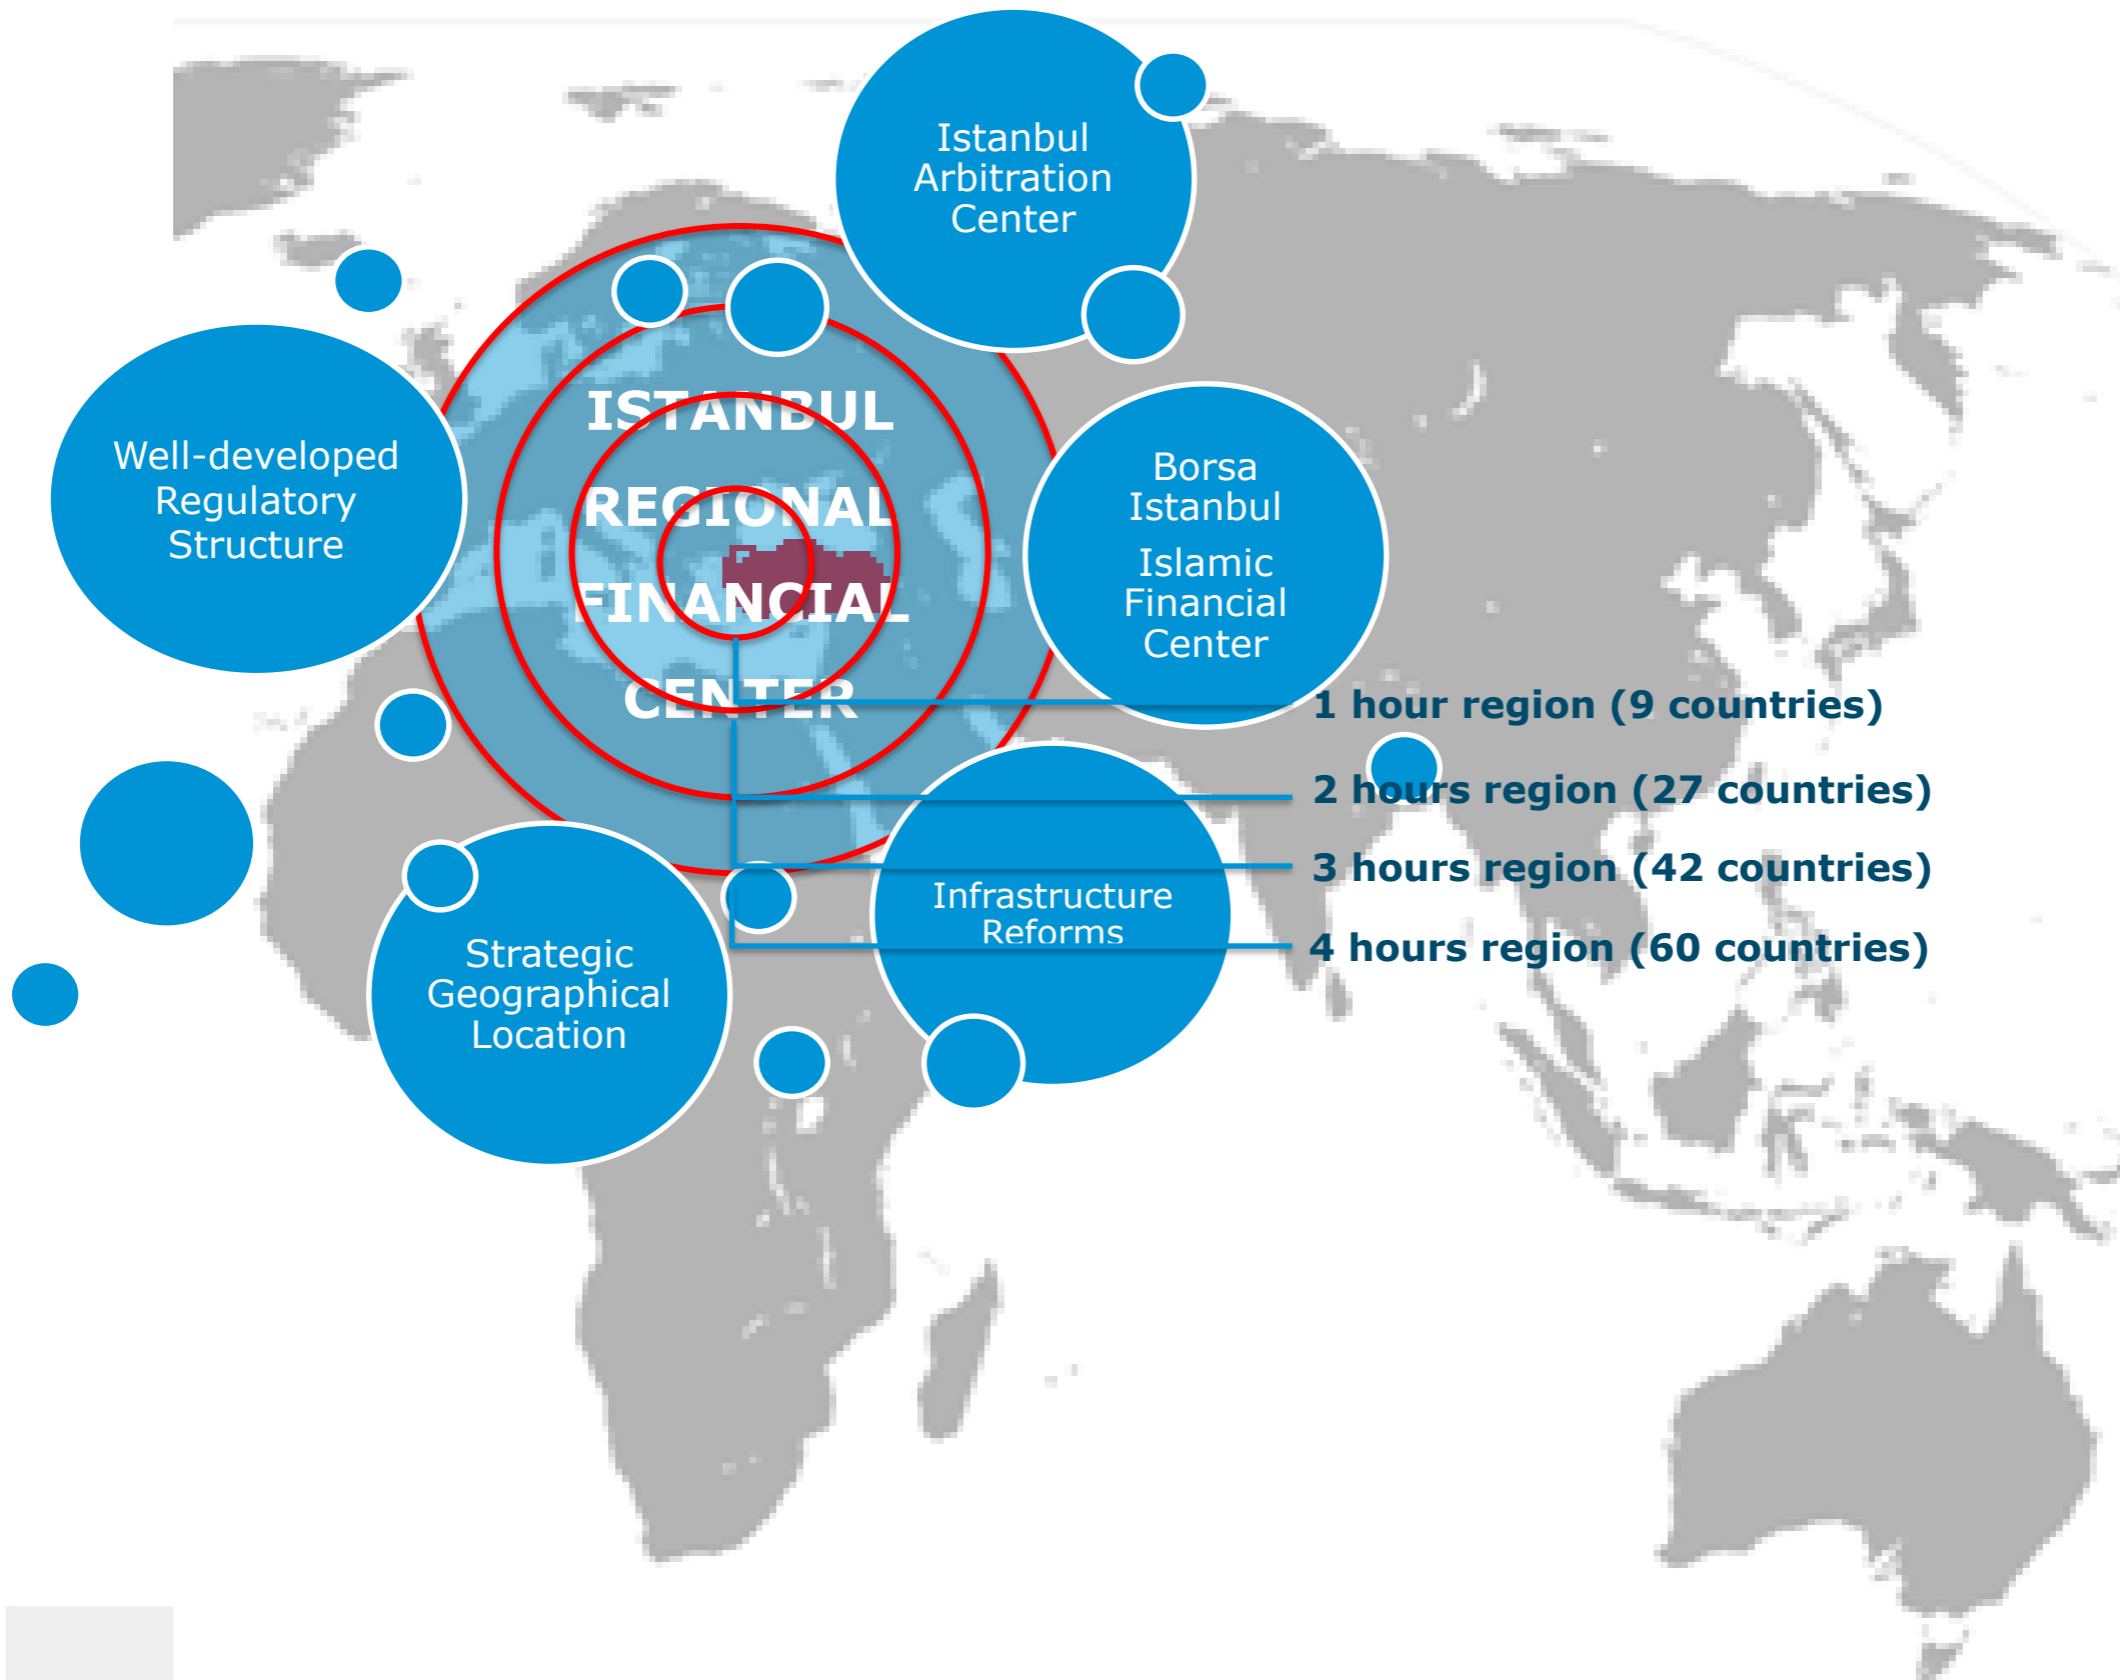 Istanbul
Arbitration
Center
Well-developed
Regulatory
Structure
ISTANBUL
REGIONAL
FINANCIAL
CENTER
Borsa
Istanbul
Islamic
Financial
Center
1 hour region (9 countries)
2 hours region (27 countries)
3 hours region (42 countries)
4 hours region (60 countries)
Infrastructure
Reforms
Strategic
Geographical
Location